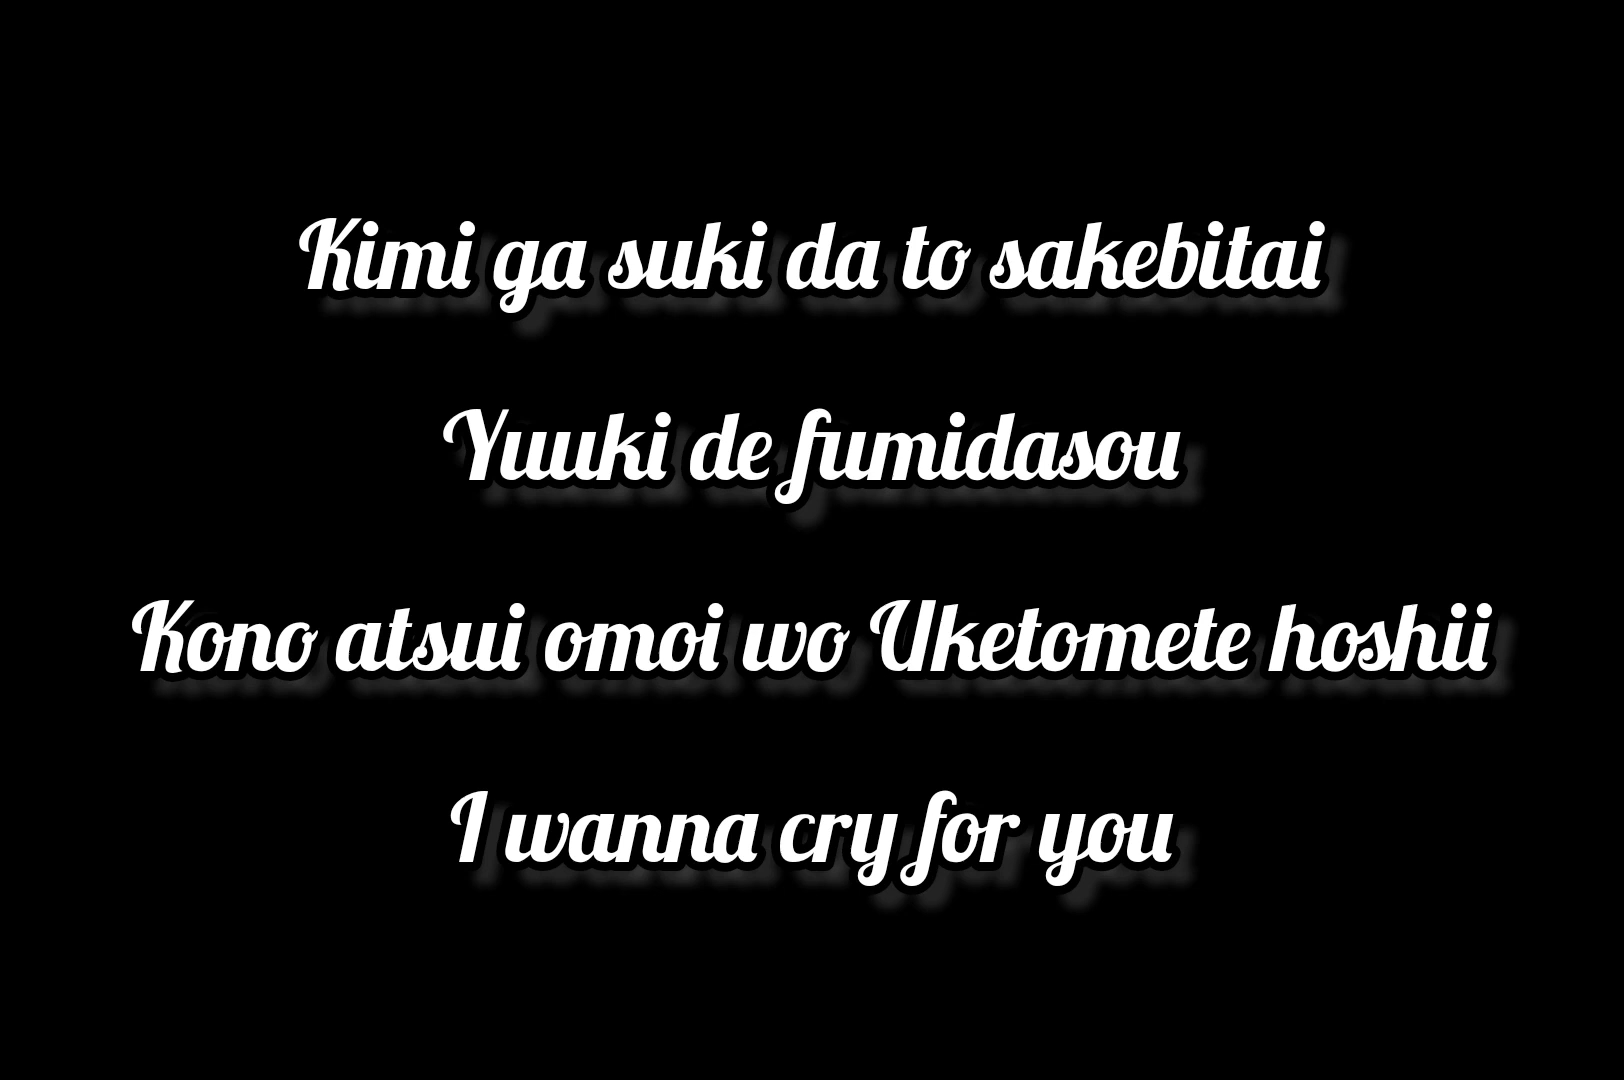 Kimi ga suki da to sakebitai
Yuuki de fumidasou
Kono atsui omoi wo Uketomete hoshii
I wanna cry for you